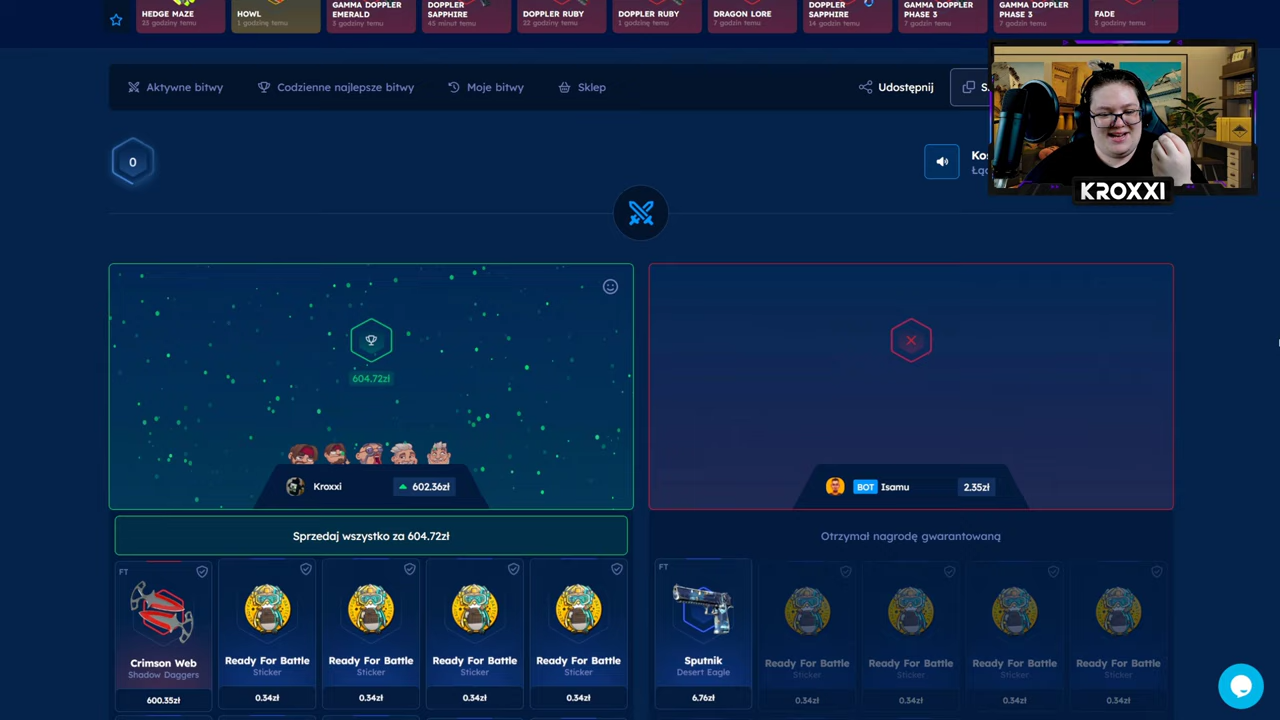 HEDGE MAZE
23 godziny temu
HOWL
1 godzinę temu
GAMMA DOPPLER
EMERALD
3 godziny temu
DOPPLER
SAPPHIRE
45 minut temu
DOPPLER RUBY
22 godziny temu
DOPPLER RUBY
1 godzinę temu
DRAGON LORE
2 godziny temu
DOPPLER
SAPPHIRE
14 godzin temu
GAMMA DOPPLER
PHASE 3
7 godzin temu
GAMMA DOPPLER
PHASE 3
7 godzin temu
FADE
3 godziny temu
Aktywne bitwy
Codzienne najlepsze bitwy
Moje bitwy
Sklep
Udostępnij
KROXXI
0
604.72zł
Kroxxi
602.36zł
BOT Isamu
2.35zł
Sprzedaj wszystko za 604.72zł
Otrzymał nagrodę gwarantowaną
FT
Crimson Web
Shadow Daggers
600.35zł
Ready For Battle
Sticker
0.34zł
Ready For Battle
Sticker
0.34zł
Ready For Battle
Sticker
0.34zł
Ready For Battle
Sticker
0.34zł
FT
Sputnik
Desert Eagle
6.76zł
Ready For Battle
Sticker
0.34zł
Ready For Battle
Sticker
0.34zł
Ready For Battle
Sticker
0.34zł
Ready For Battle
Sticker
0.34zł